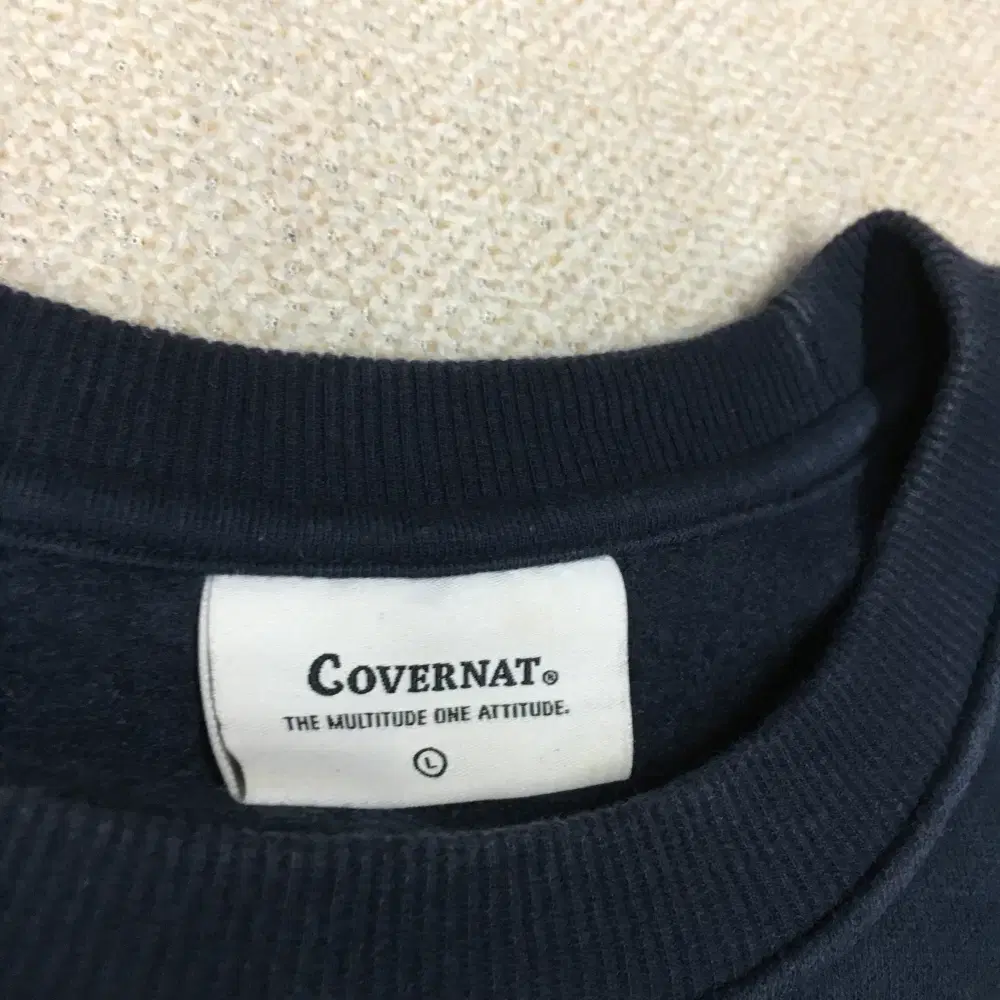 COVERNAT®
THE MULTITUDE ONE ATTITUDE.
L